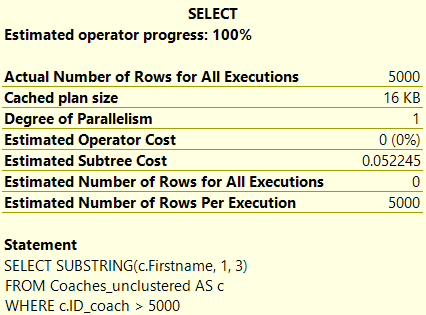 SELECT
Estimated operator progress: 100%
Actual Number of Rows for All Executions 5000
Cached plan size 16 KB
Degree of Parallelism 1
Estimated Operator Cost 0 (0%)
Estimated Subtree Cost 0.052245
Estimated Number of Rows for All Executions 0
Estimated Number of Rows Per Execution 5000
Statement
SELECT SUBSTRING(c.Firstname, 1, 3)
FROM Coaches_unclustered AS c
WHERE c.ID_coach > 5000